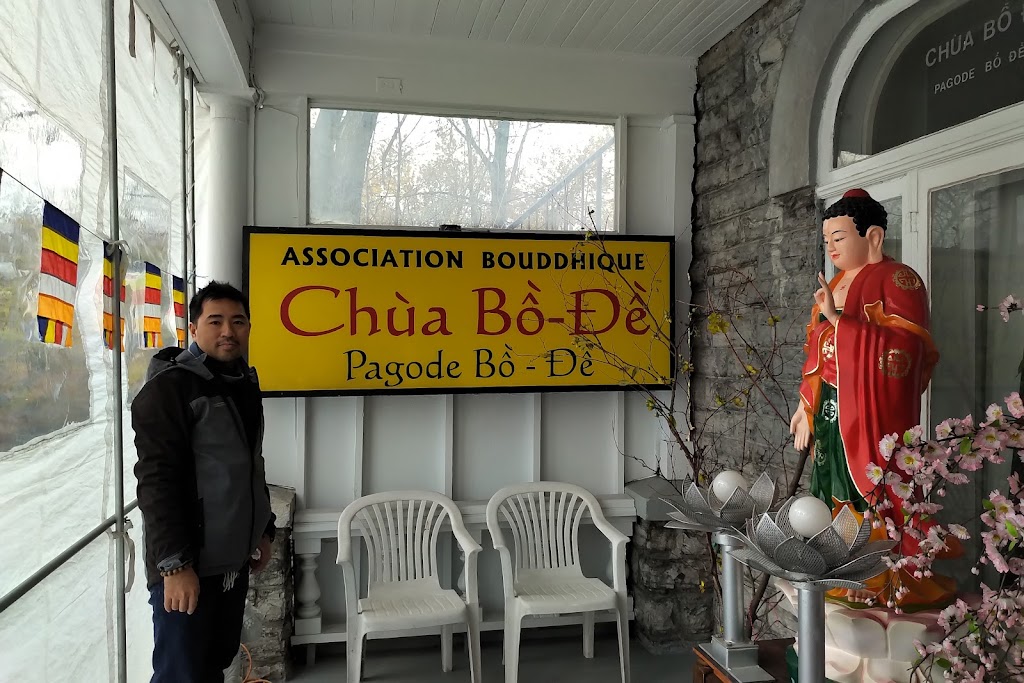 ASSOCIATION BOUDDHIQUE
Chùa Bồ-Đề
Pagode Bồ - Đề
CHÙA BỒ
PAGODE BỒ ĐỀ